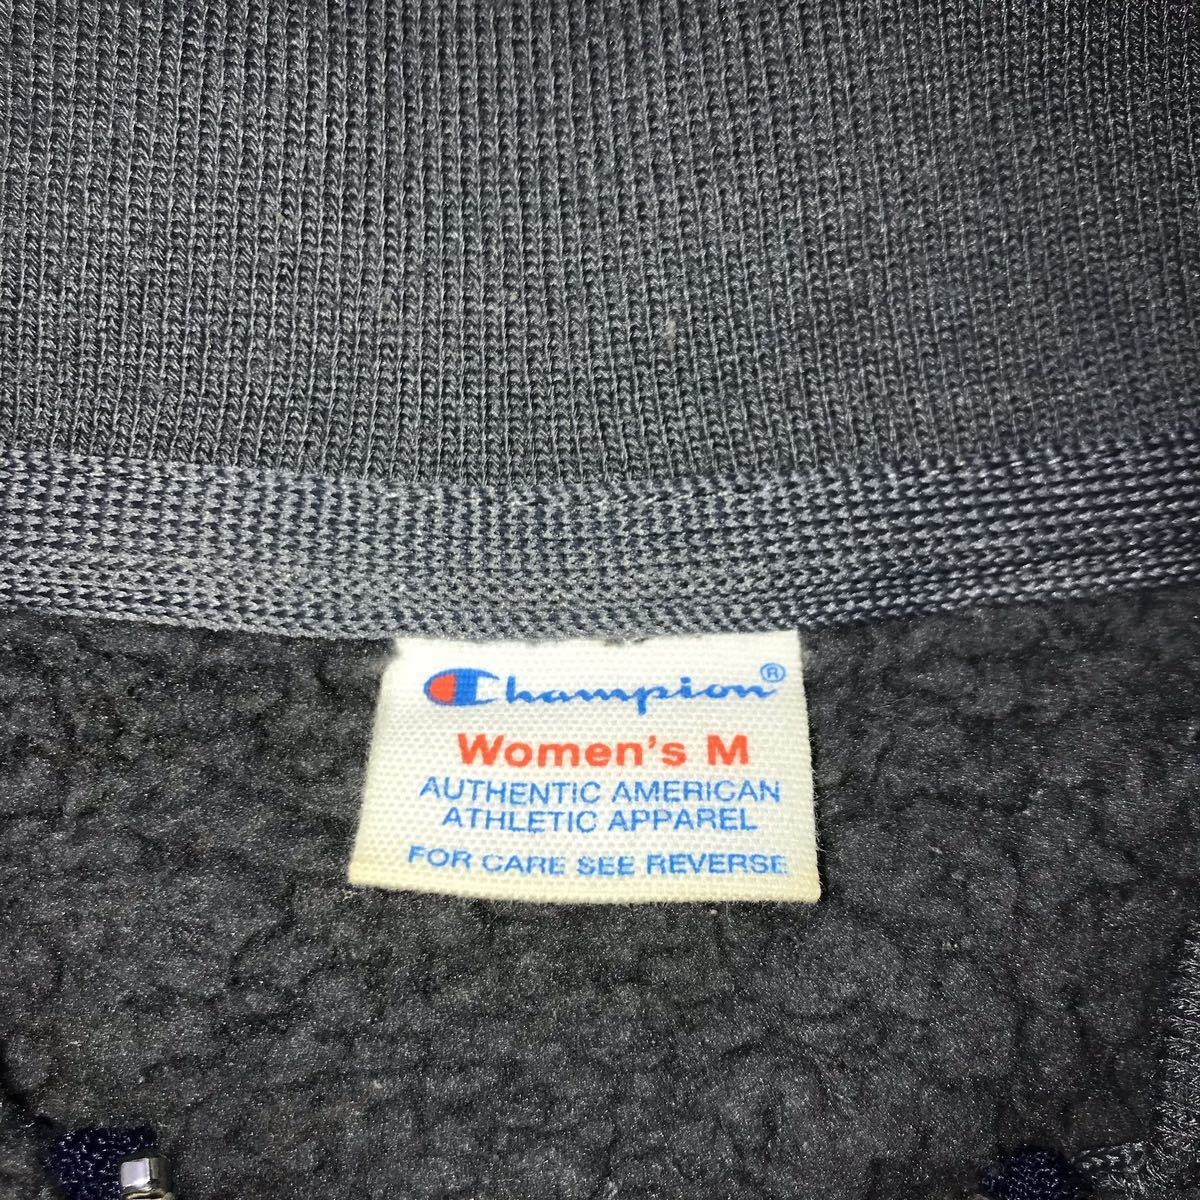 Champion®
Women's M
AUTHENTIC AMERICAN
ATHLETIC APPAREL
FOR CARE SEE REVERSE